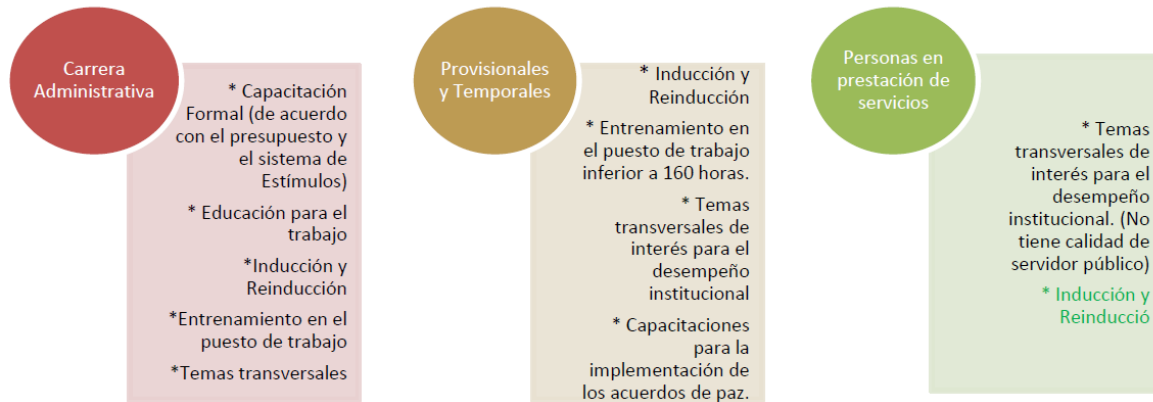 Carrera
Administrativa
* Capacitación
Formal (de acuerdo
con el presupuesto y
el sistema de
Estímulos)
* Educación para el
trabajo
*Inducción y
Reinducción
*Entrenamiento en el
puesto de trabajo
*Temas transversales
Provisionales
y Temporales
* Inducción y
Reinducción
* Entrenamiento en
el puesto de trabajo
inferior a 160 horas.
* Temas
transversales de
interés para el
desempeño
institucional
* Capacitaciones
para la
implementación de
los acuerdos de paz.
Personas en
prestación de
servicios
* Temas
transversales de
interés para el
desempeño
institucional. (No
tiene calidad de
servidor público)
* Inducción y
Reinducció